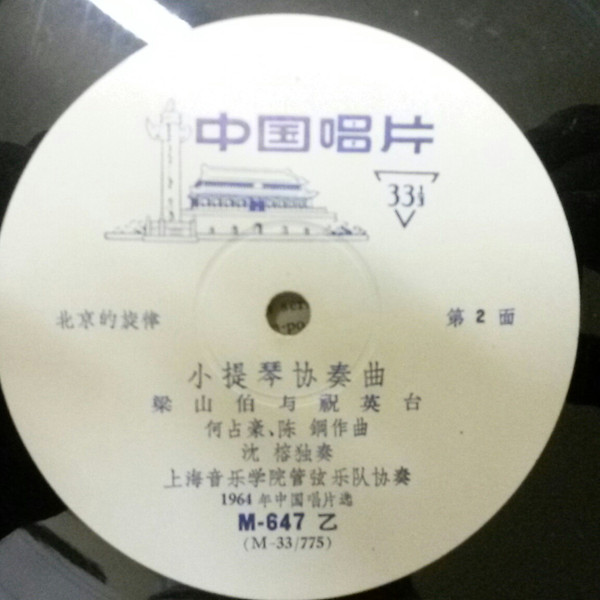 中国唱片
33⅓
北京的旋律
第 2 面
小提琴协奏曲
梁山伯与祝英台
何占豪、陈 鋼作曲
沈 榕独奏
上海音乐学院管弦乐队协奏
1964 年中国唱片选
M-647 乙
(M-33/775)